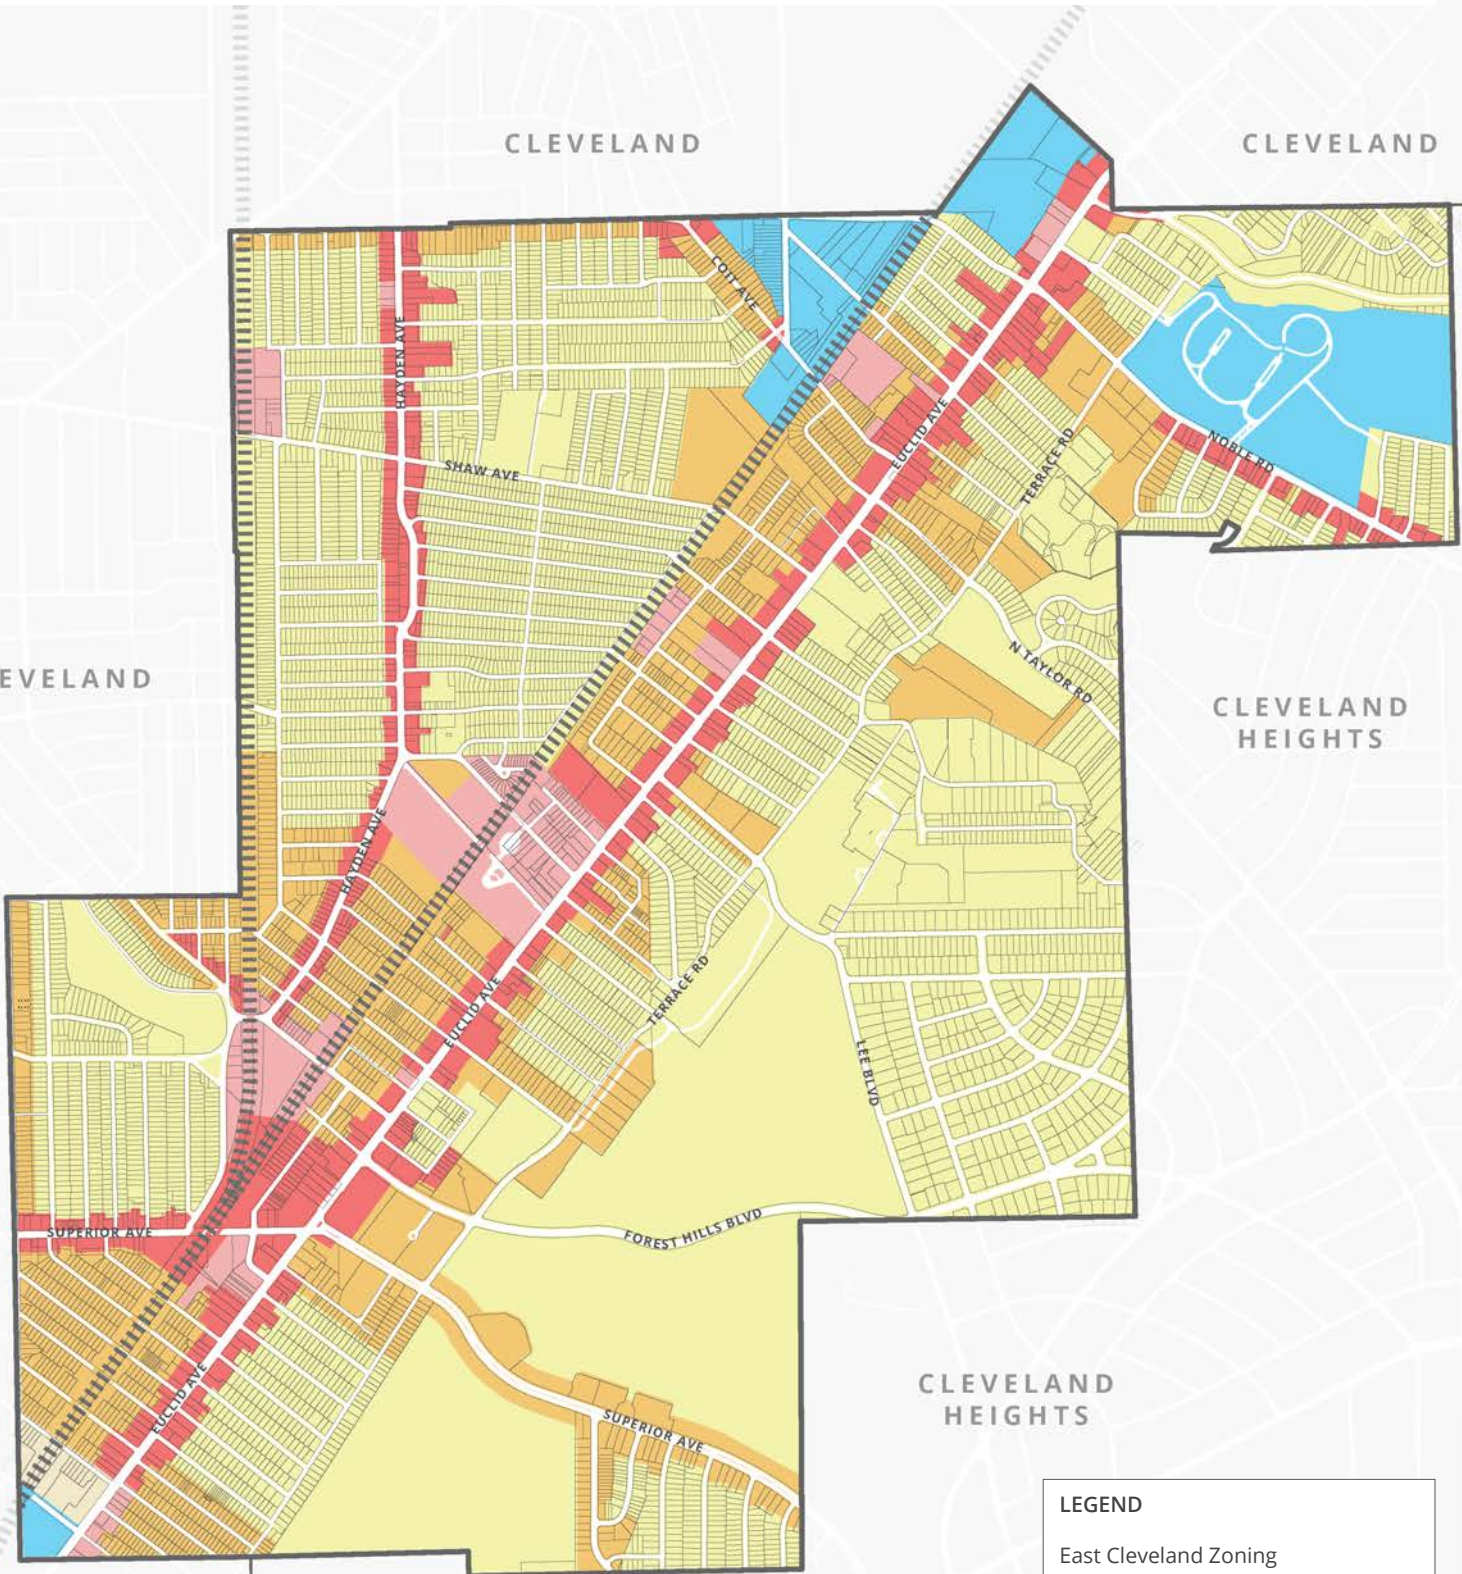 CLEVELAND
CLEVELAND
COIT AVE
HAYDEN AVE
EUCLID AVE
NOBLE RD
TERRACE RD
SHAW AVE
N TAYLOR RD
EVELAND
CLEVELAND
HEIGHTS
HAYDEN AVE
EUCLID AVE
TERRACE RD
LEE BLVD
SUPERIOR AVE
FOREST HILLS BLVD
EUCLID AVE
SUPERIOR AVE
CLEVELAND
HEIGHTS
LEGEND
East Cleveland Zoning